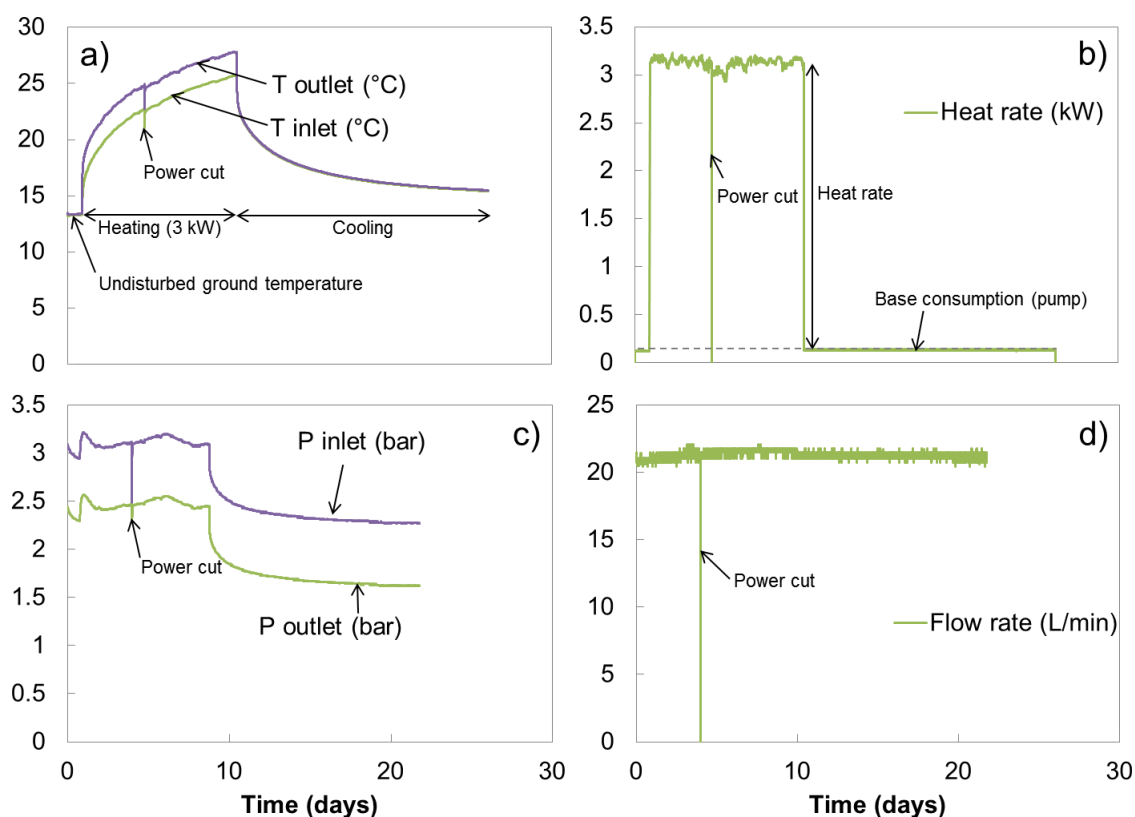 a)
30
25
20
15
10
5
0
T outlet (°C)
T inlet (°C)
Power cut
Heating (3 kW)
Cooling
Undisturbed ground temperature
b)
3.5
3
2.5
2
1.5
1
0.5
0
Heat rate (kW)
Power cut
Heat rate
Base consumption (pump)
c)
3.5
3
2.5
2
1.5
1
0.5
0
P inlet (bar)
Power cut
P outlet (bar)
0
10
20
30
Time (days)
d)
25
20
15
10
5
0
Power cut
Flow rate (L/min)
0
10
20
30
Time (days)